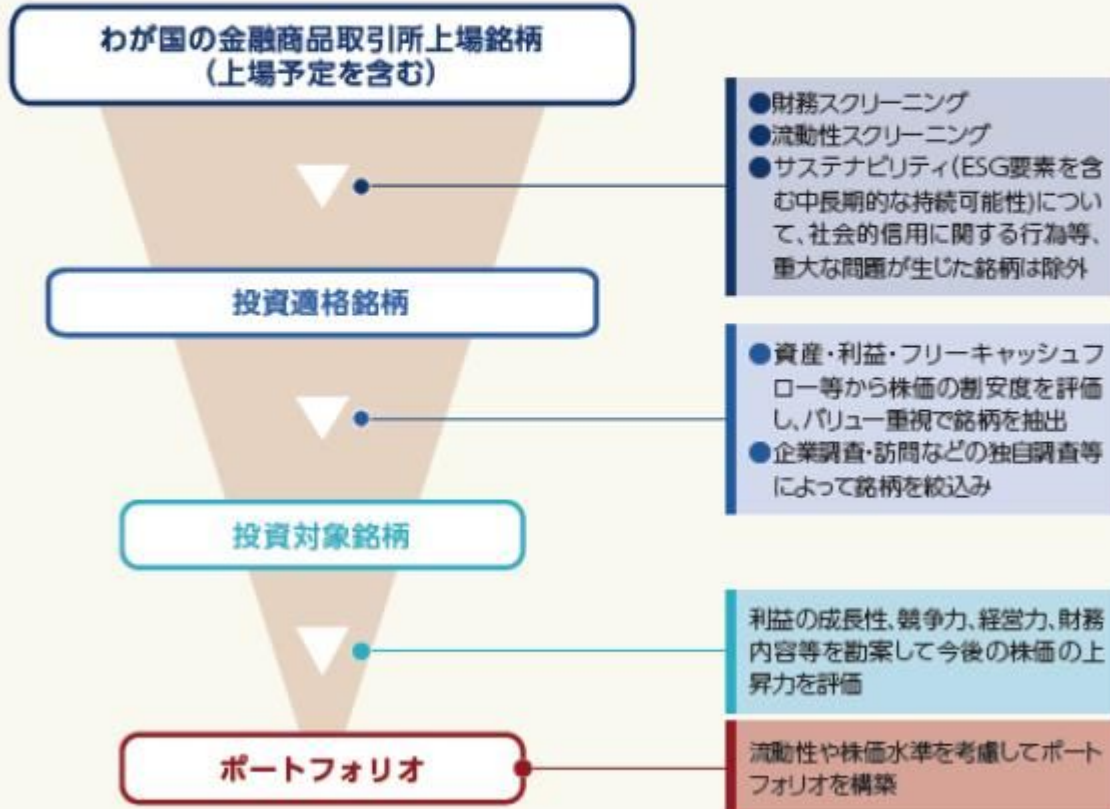 わが国の金融商品取引所上場銘柄
(上場予定を含む)
●財務スクリーニング
●流動性スクリーニング
●サステナビリティ(ESG要素を含
む中長期的な持続可能性)につい
て、社会的信用に関する行為等、
重大な問題が生じた銘柄は除外
投資適格銘柄
●資産・利益・フリーキャッシュフ
ロー等から株価の割安度を評価
し、バリュー重視で銘柄を抽出
●企業調査・訪問などの独自調査等
によって銘柄を絞込み
投資対象銘柄
利益の成長性、競争力、経営力、財務
内容等を勘案して今後の株価の上
昇力を評価
ポートフォリオ
流動性や株価水準を考慮してポート
フォリオを構築